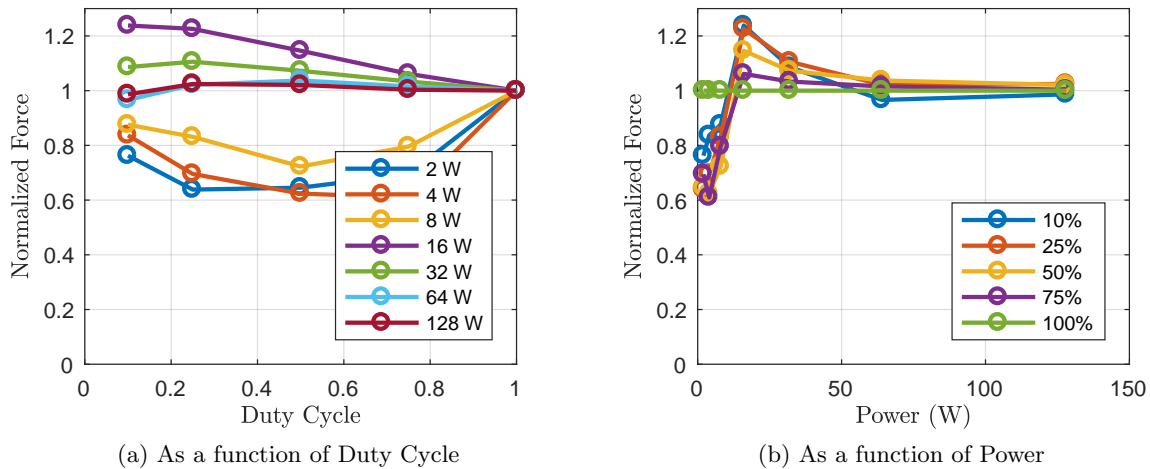 1.2
1
0.8
0.6
0.4
0.2
0
Normalized Force
0 0.2 0.4 0.6 0.8 1
Duty Cycle
2 W
4 W
8 W
16 W
32 W
64 W
128 W
(a) As a function of Duty Cycle
1.2
1
0.8
0.6
0.4
0.2
0
Normalized Force
0 50 100 150
Power (W)
10%
25%
50%
75%
100%
(b) As a function of Power